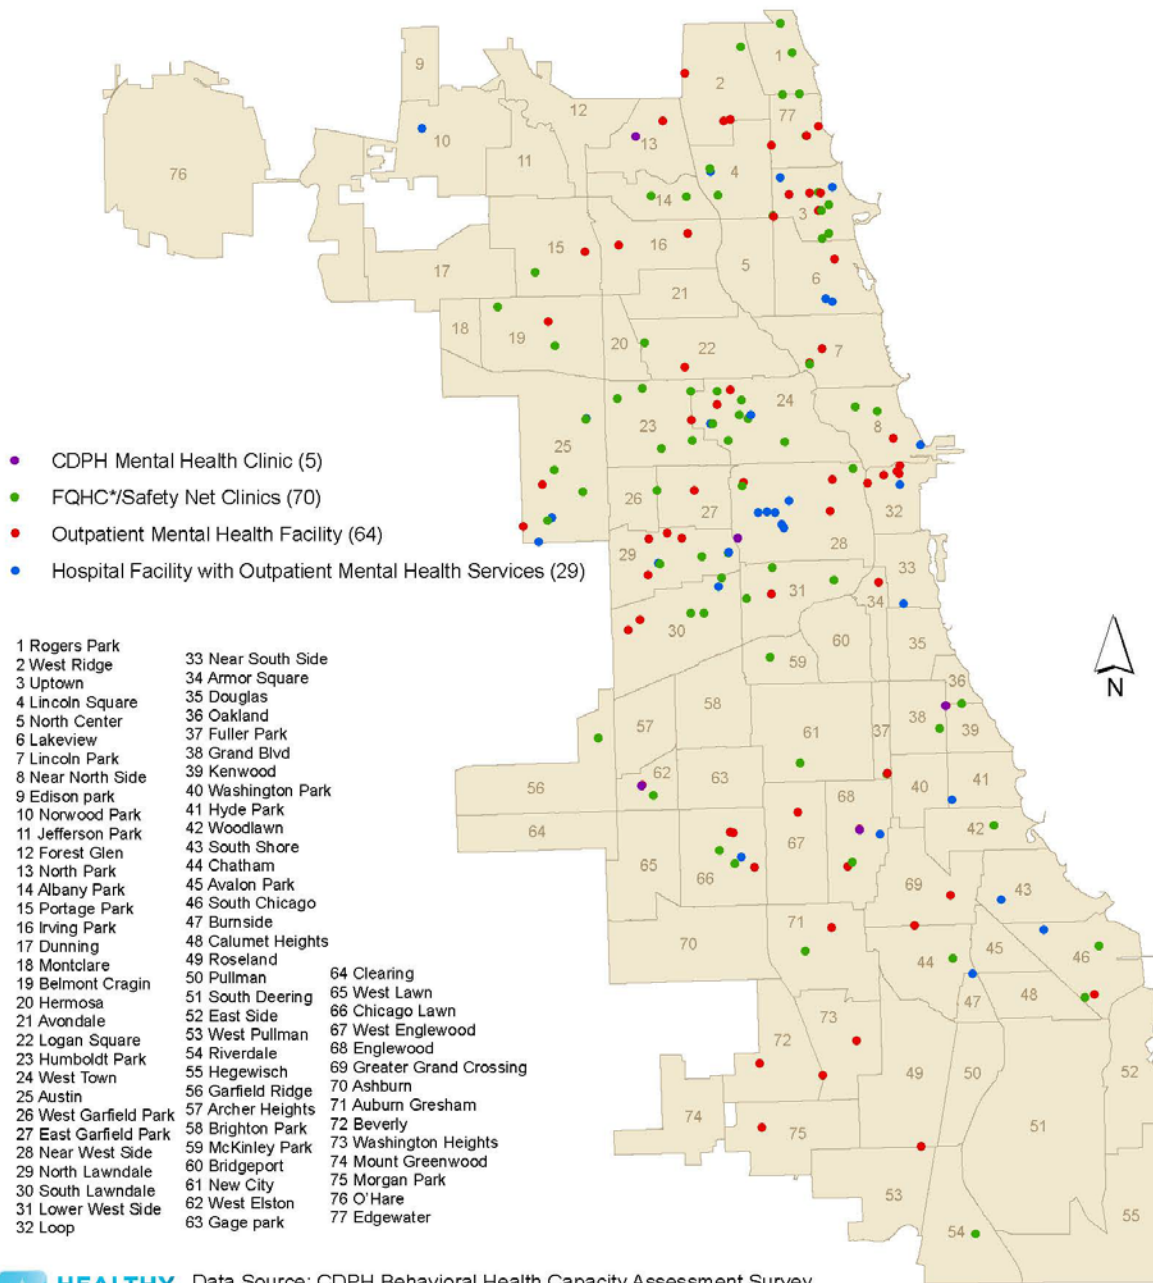 CDPH Mental Health Clinic (5)
FQHC*/Safety Net Clinics (70)
Outpatient Mental Health Facility (64)
Hospital Facility with Outpatient Mental Health Services (29)
1 Rogers Park
2 West Ridge
3 Uptown
4 Lincoln Square
5 North Center
6 Lakeview
7 Lincoln Park
8 Near North Side
9 Edison park
10 Norwood Park
11 Jefferson Park
12 Forest Glen
13 North Park
14 Albany Park
15 Portage Park
16 Irving Park
17 Dunning
18 Montclare
19 Belmont Cragin
20 Hermosa
21 Avondale
22 Logan Square
23 Humboldt Park
24 West Town
25 Austin
26 West Garfield Park
27 East Garfield Park
28 Near West Side
29 North Lawndale
30 South Lawndale
31 Lower West Side
32 Loop
33 Near South Side
34 Armor Square
35 Douglas
36 Oakland
37 Fuller Park
38 Grand Blvd
39 Kenwood
40 Washington Park
41 Hyde Park
42 Woodlawn
43 South Shore
44 Chatham
45 Avalon Park
46 South Chicago
47 Burnside
48 Calumet Heights
49 Roseland
50 Pullman
51 South Deering
52 East Side
53 West Pullman
54 Riverdale
55 Hegewisch
56 Garfield Ridge
57 Archer Heights
58 Brighton Park
59 McKinley Park
60 Bridgeport
61 New City
62 West Elston
63 Gage park
64 Clearing
65 West Lawn
66 Chicago Lawn
67 West Englewood
68 Englewood
69 Greater Grand Crossing
70 Ashburn
71 Auburn Gresham
72 Beverly
73 Washington Heights
74 Mount Greenwood
75 Morgan Park
76 O'Hare
77 Edgewater
N
1
2
77
9
10
11
12
13
14
4
3
76
15
16
5
6
17
21
18
19
20
22
7
24
23
8
25
26
27
28
32
29
33
31
34
30
60
35
59
36
58
57
38
39
37
61
62
63
56
40
41
68
42
64
67
65
66
69
43
71
70
44
45
46
47
48
73
72
49
50
52
51
74
75
53
54
55
HEALTHY
Data Source: CDPH Behavioral Health Capacity Assessment Survey